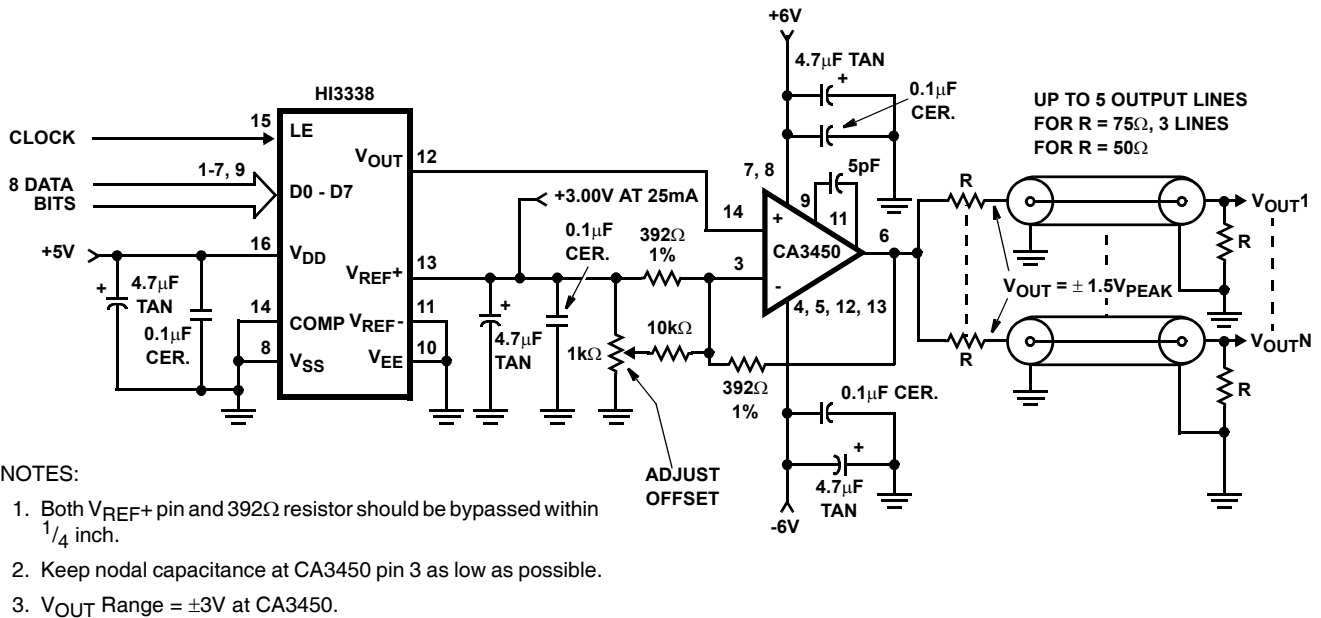 +6V
4.7μF TAN
+
0.1μF
CER.
HI3338
UP TO 5 OUTPUT LINES
FOR R = 75Ω, 3 LINES
FOR R = 50Ω
CLOCK
15
LE
VOUT
12
7, 8
5pF
9
11
8 DATA
BITS
1-7, 9
D0 - D7
+3.00V AT 25mA
14
+
CA3450
6
R
VOUT1
R
+5V
16
VDD
0.1μF
CER.
392Ω
1%
3
-
4, 5, 12, 13
VREF+
13
+
4.7μF
TAN
0.1μF
CER.
14
COMP
VREF-
11
8
VSS
VEE
10
+
4.7μF
TAN
1kΩ
10kΩ
392Ω
1%
VOUT = ± 1.5VPEAK
R
VOUTN
R
0.1μF CER.
+
4.7μF
TAN
-6V
ADJUST
OFFSET
NOTES:
1. Both VREF+ pin and 392Ω resistor should be bypassed within
1/4 inch.
2. Keep nodal capacitance at CA3450 pin 3 as low as possible.
3. VOUT Range = ±3V at CA3450.